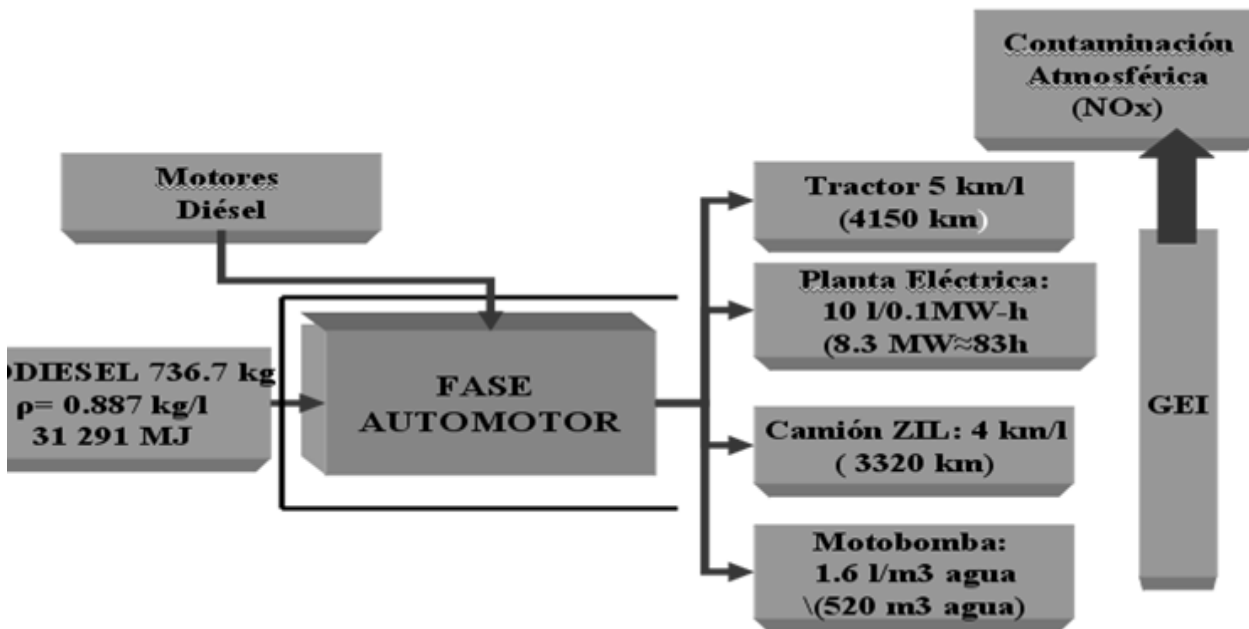 Contaminación
Atmosférica
(NOx)
Motores
Diésel
Tractor 5 km/l
(4150 km)
Planta Eléctrica:
10 l/0.1MW-h
(8.3 MW≈83h
736.7 kg
ρ= 0.887 kg/l
31 291 MJ
FASE
AUTOMOTOR
GEI
Camión ZIL: 4 km/l
( 3320 km)
Motobomba:
1.6 l/m3 agua
\(520 m3 agua)